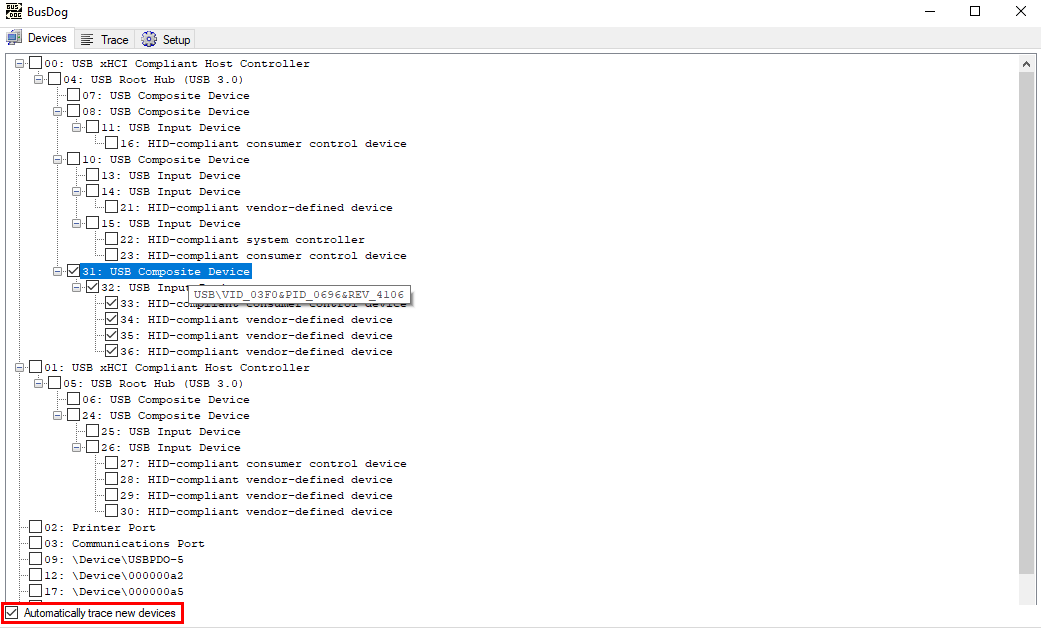 BUS DOG BusDog
Devices Trace Setup
00: USB xHCI Compliant Host Controller
04: USB Root Hub (USB 3.0)
07: USB Composite Device
08: USB Composite Device
11: USB Input Device
16: HID-compliant consumer control device
10: USB Composite Device
13: USB Input Device
14: USB Input Device
21: HID-compliant vendor-defined device
15: USB Input Device
22: HID-compliant system controller
23: HID-compliant consumer control device
31: USB Composite Device
32: USB Input
USB\VID_03F0&PID_0696&REV_4106
33: HID-compliant consumer control device
34: HID-compliant vendor-defined device
35: HID-compliant vendor-defined device
36: HID-compliant vendor-defined device
01: USB xHCI Compliant Host Controller
05: USB Root Hub (USB 3.0)
06: USB Composite Device
24: USB Composite Device
25: USB Input Device
26: USB Input Device
27: HID-compliant consumer control device
28: HID-compliant vendor-defined device
29: HID-compliant vendor-defined device
30: HID-compliant vendor-defined device
02: Printer Port
03: Communications Port
09: \Device\USBPDO-5
12: \Device\000000a2
17: \Device\000000a5
Automatically trace new devices